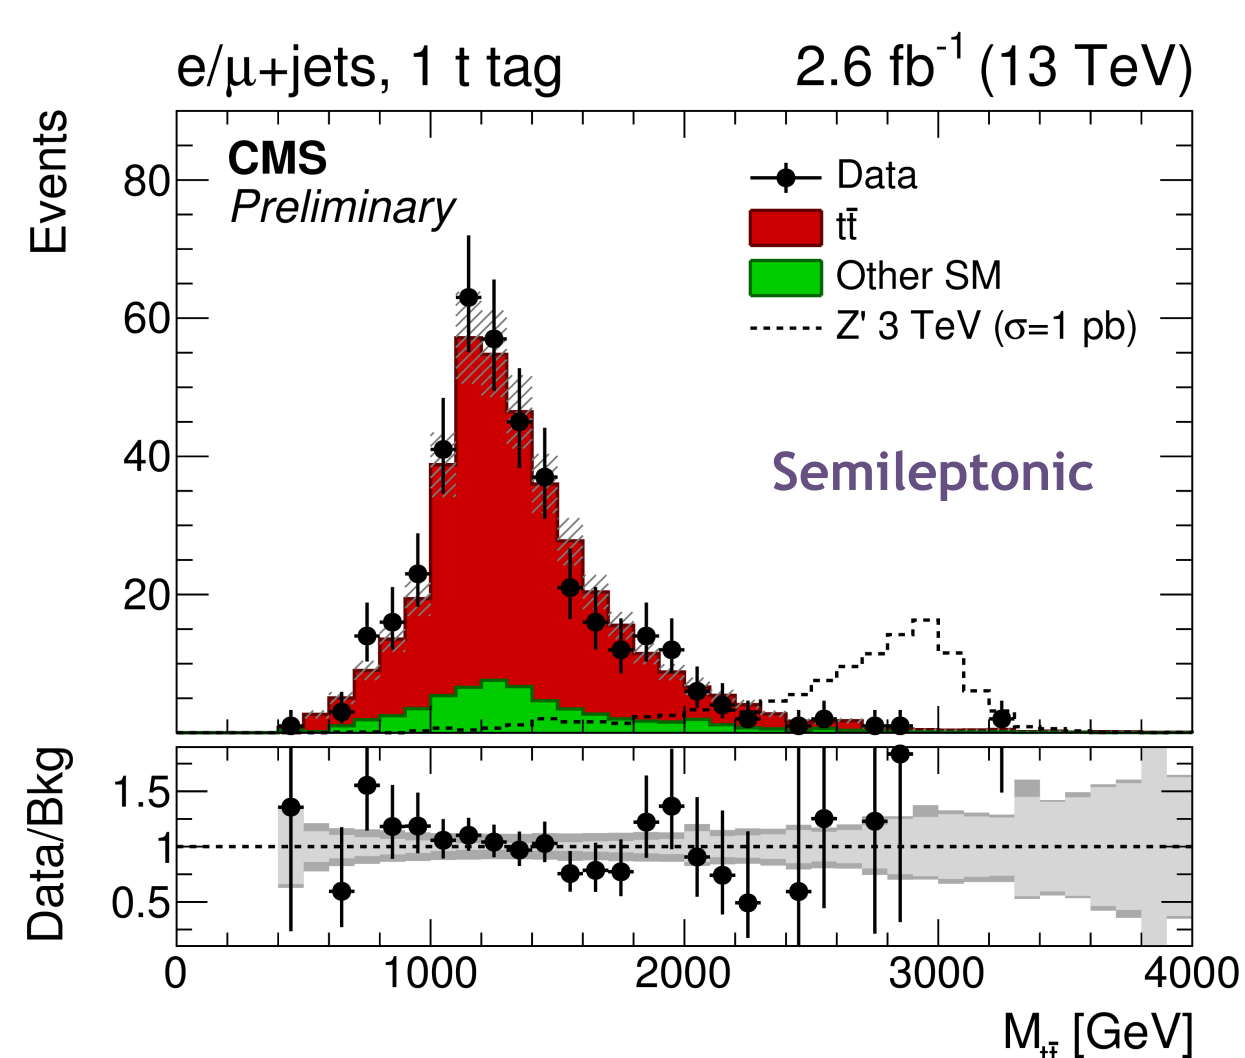 e/μ+jets, 1 t tag
2.6 fb⁻¹ (13 TeV)
Events
80
60
40
20
CMS
Preliminary
Data
tt̄
Other SM
Z' 3 TeV (σ=1 pb)
Semileptonic
Data/Bkg
1.5
1
0.5
0 1000 2000 3000 4000
M_tt̄ [GeV]